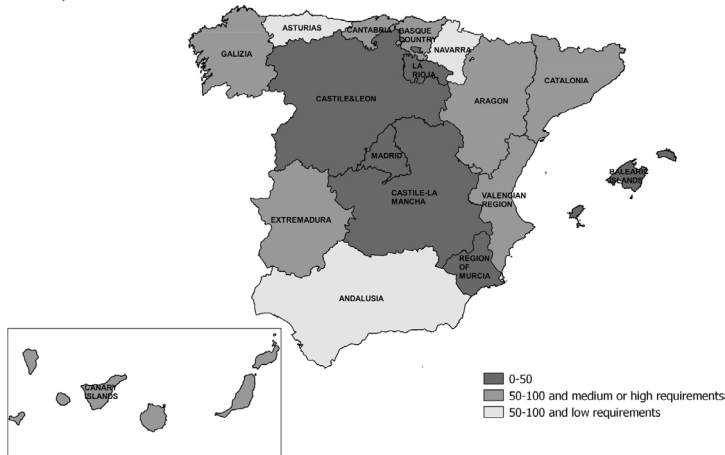 ASTURIAS
CANTABRIA
BASQUE
COUNTRY
NAVARRA
GALIZIA
LA
RIOJA
CATALONIA
CASTILE&LEON
ARAGON
MADRID
BALEARIC
ISLANDS
CASTILE-LA
MANCHA
VALENCIAN
REGION
EXTREMADURA
REGION
OF
MURCIA
ANDALUSIA
CANARY
ISLANDS
0-50
50-100 and medium or high requirements
50-100 and low requirements